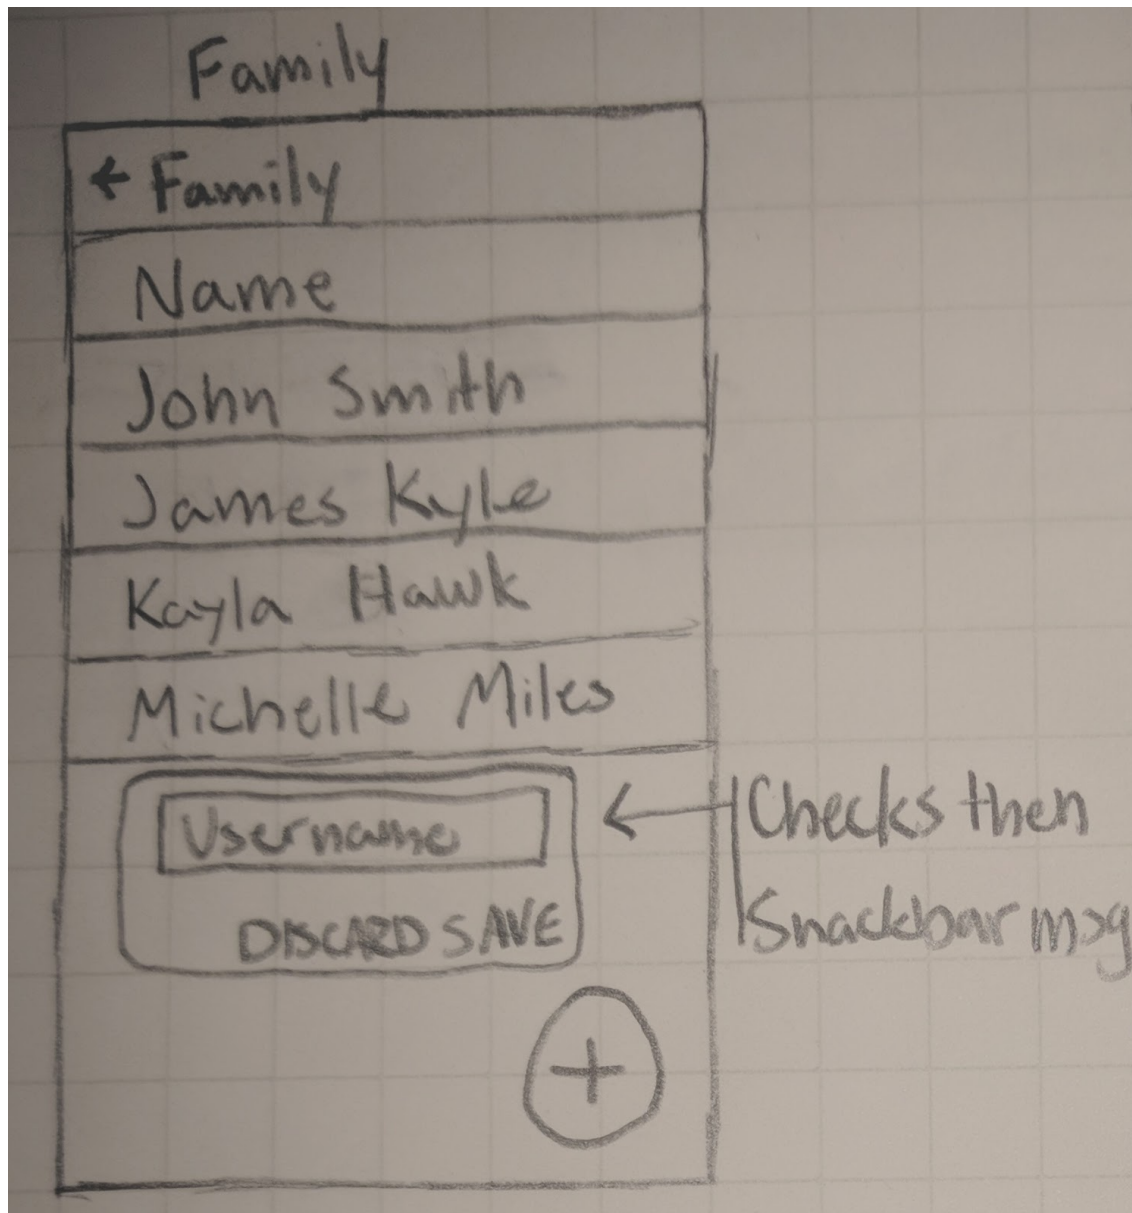 Family
← Family
Name
John Smith
James Kyle
Kayla Hawk
Michelle Miles
Username
DISCARD SAVE
Checks then
Snackbar msg
+